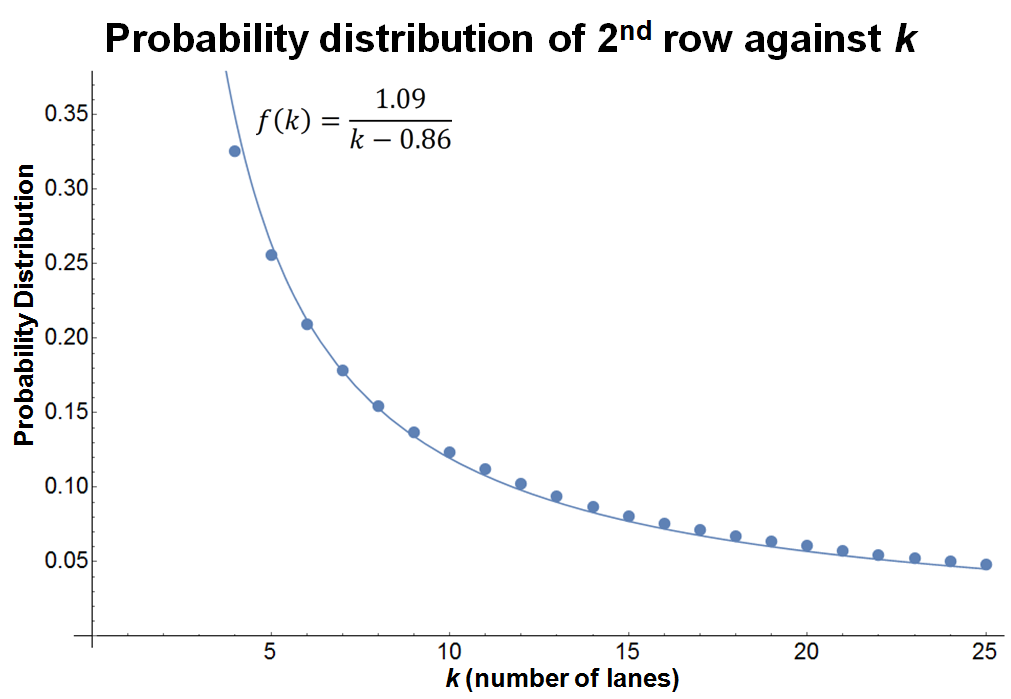 Probability distribution of 2nd row against k
f(k) = 1.09 / (k − 0.86)
Probability Distribution
0.35
0.30
0.25
0.20
0.15
0.10
0.05
5 10 15 20 25
k (number of lanes)